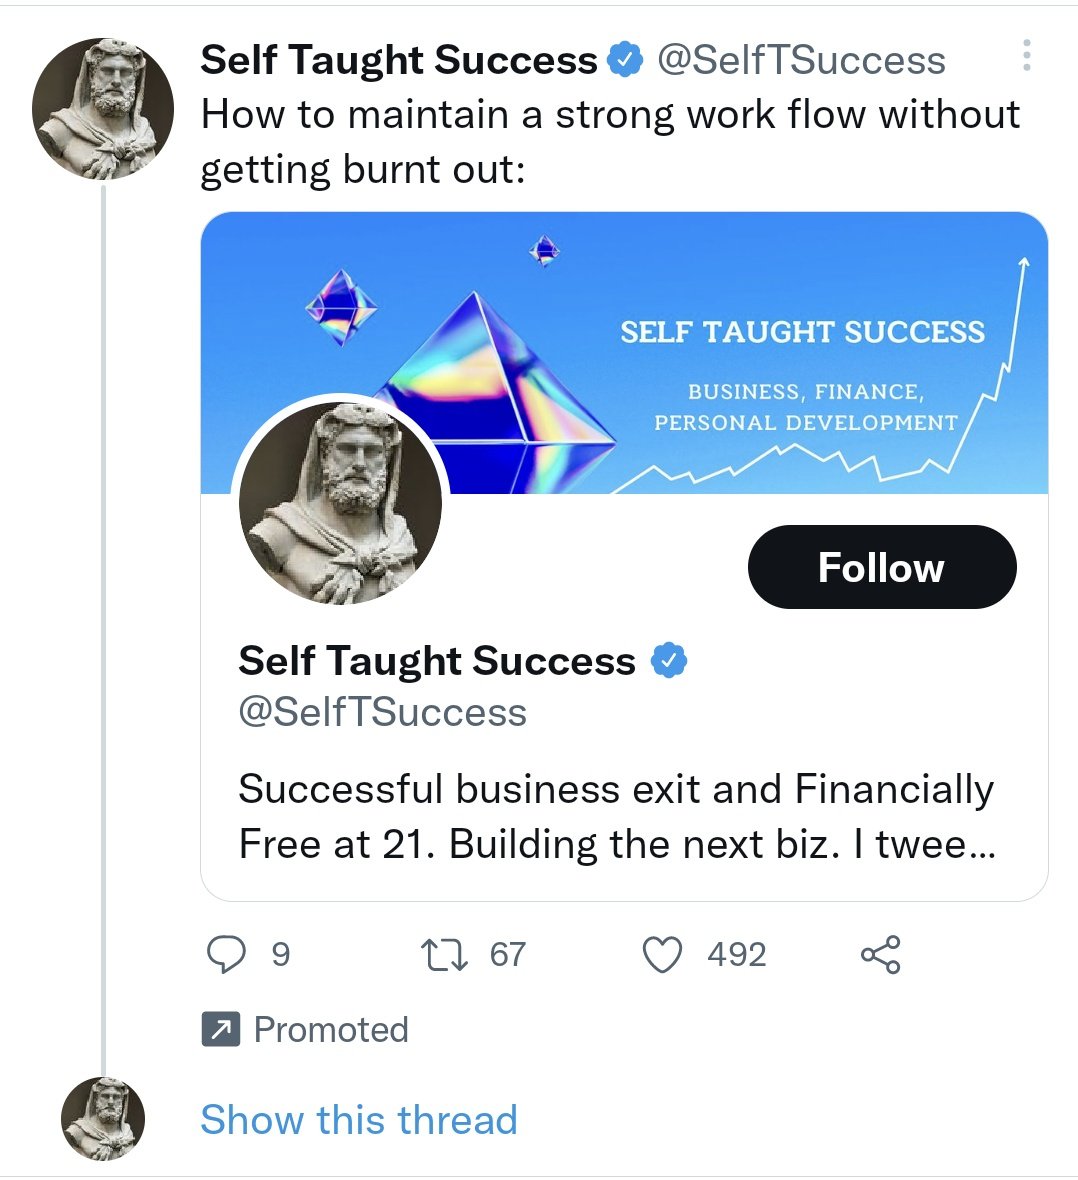 Self Taught Success @SelfTSuccess
How to maintain a strong work flow without
getting burnt out:
SELF TAUGHT SUCCESS
BUSINESS, FINANCE,
PERSONAL DEVELOPMENT
Follow
Self Taught Success
@SelfTSuccess
Successful business exit and Financially
Free at 21. Building the next biz. I twee...
9 67 492
Promoted
Show this thread